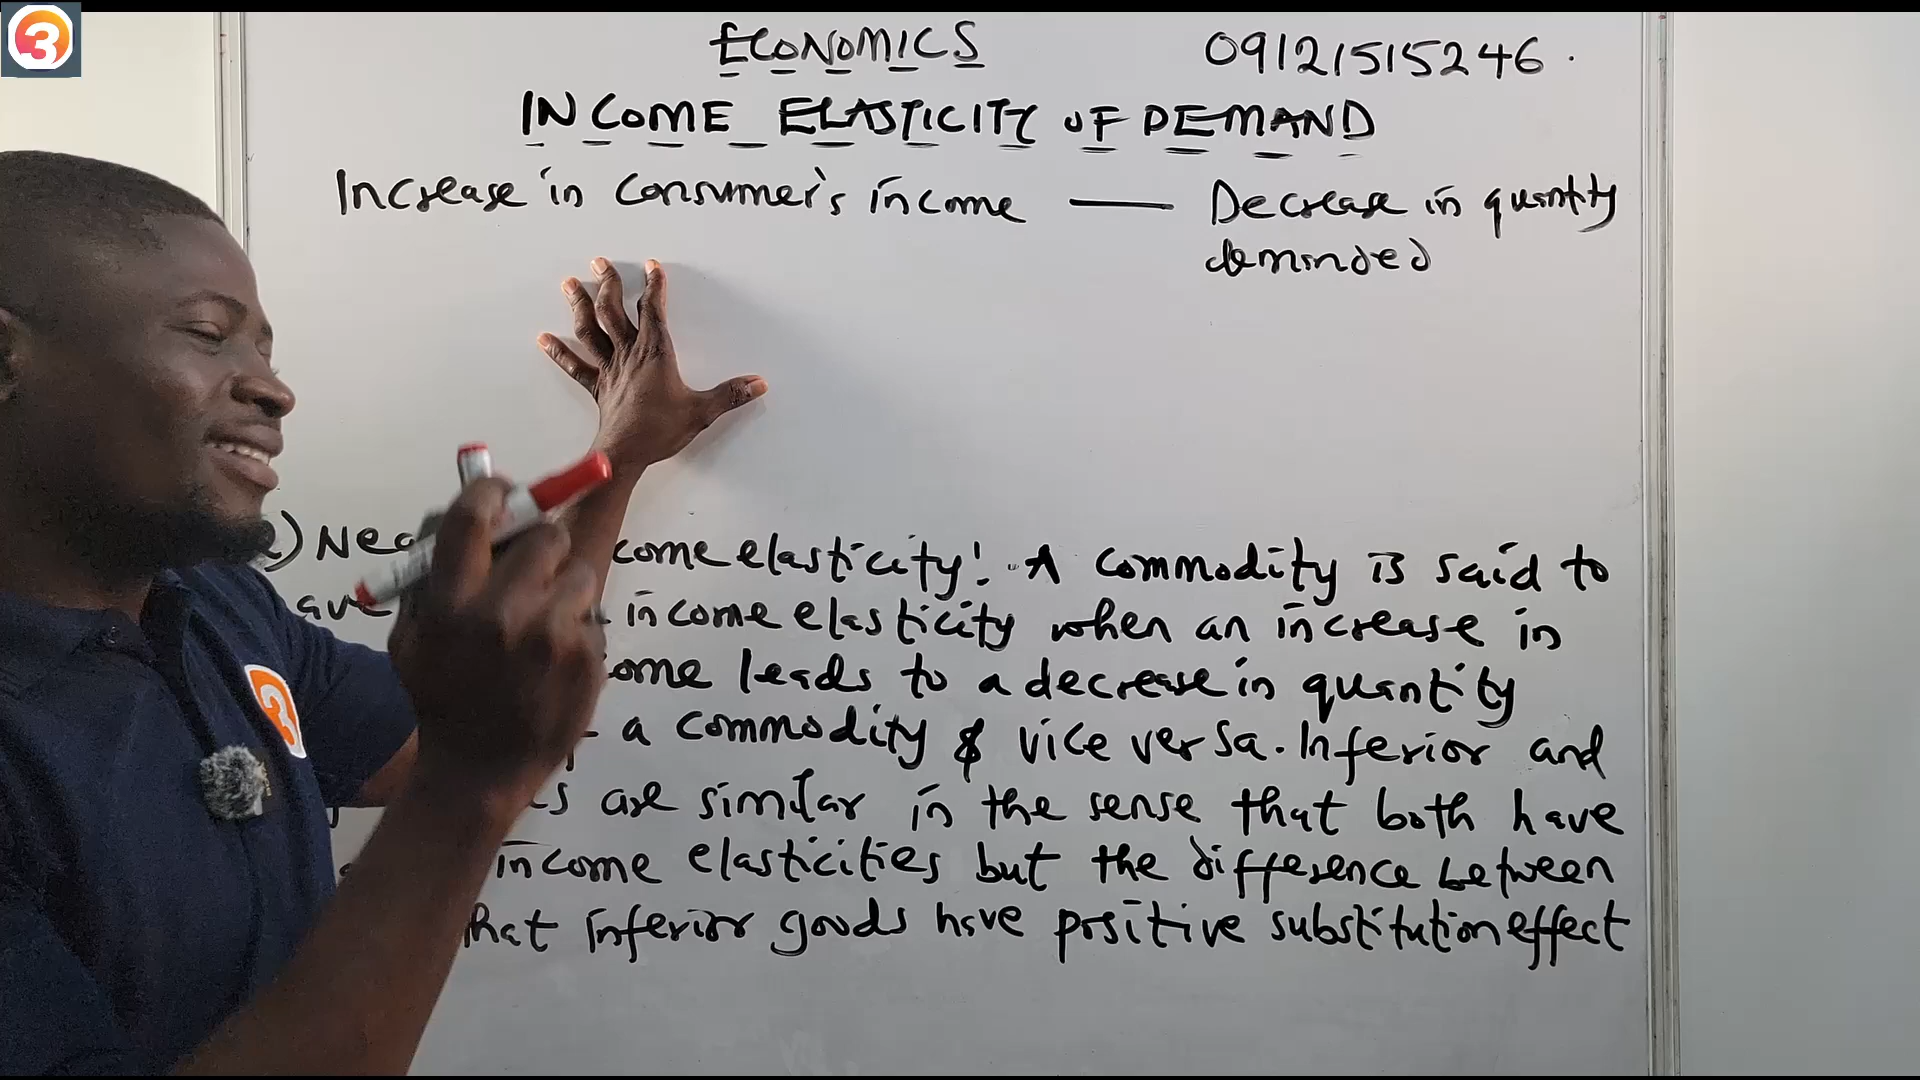 3
ECONOMICS 09121515246.
INCOME ELASTICITY OF DEMAND
Increase in Consumer's income — Decrease in quantity
demanded
come elasticity: A commodity is said to
income elasticity when an increase in
ome leads to a decrease in quantity
a commodity & vice versa. Inferior and
are similar in the sense that both have
income elasticities but the difference between
that inferior goods have positive substitution effect
3